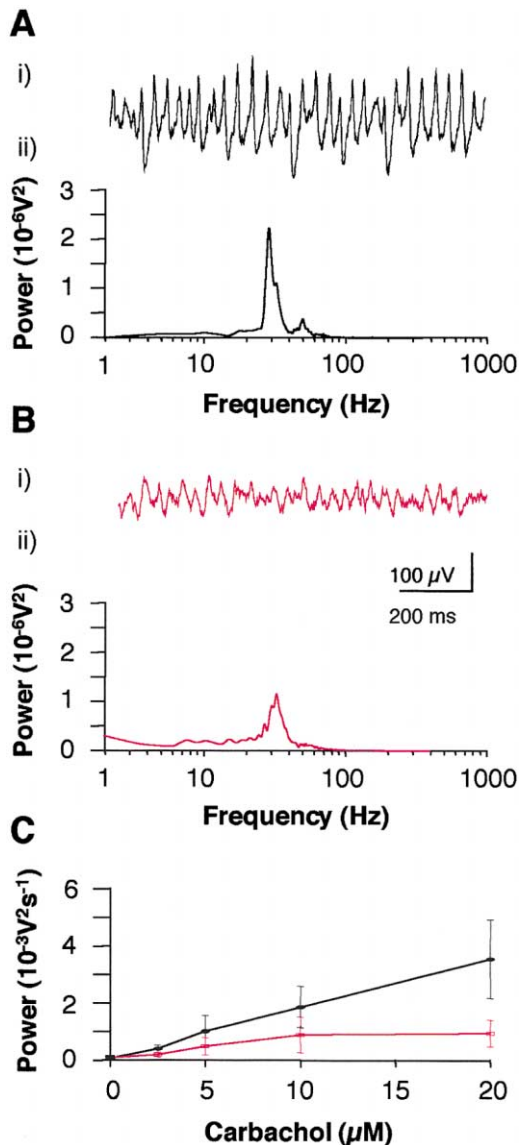 A
i)
ii)
Power (10-6V2)
3
2
1
0
1 10 100 1000
Frequency (Hz)
B
i)
ii)
100 μV
200 ms
Power (10-6V2)
3
2
1
0
1 10 100 1000
Frequency (Hz)
C
Power (10-3V2s-1)
6
4
2
0
0 5 10 15 20
Carbachol (μM)